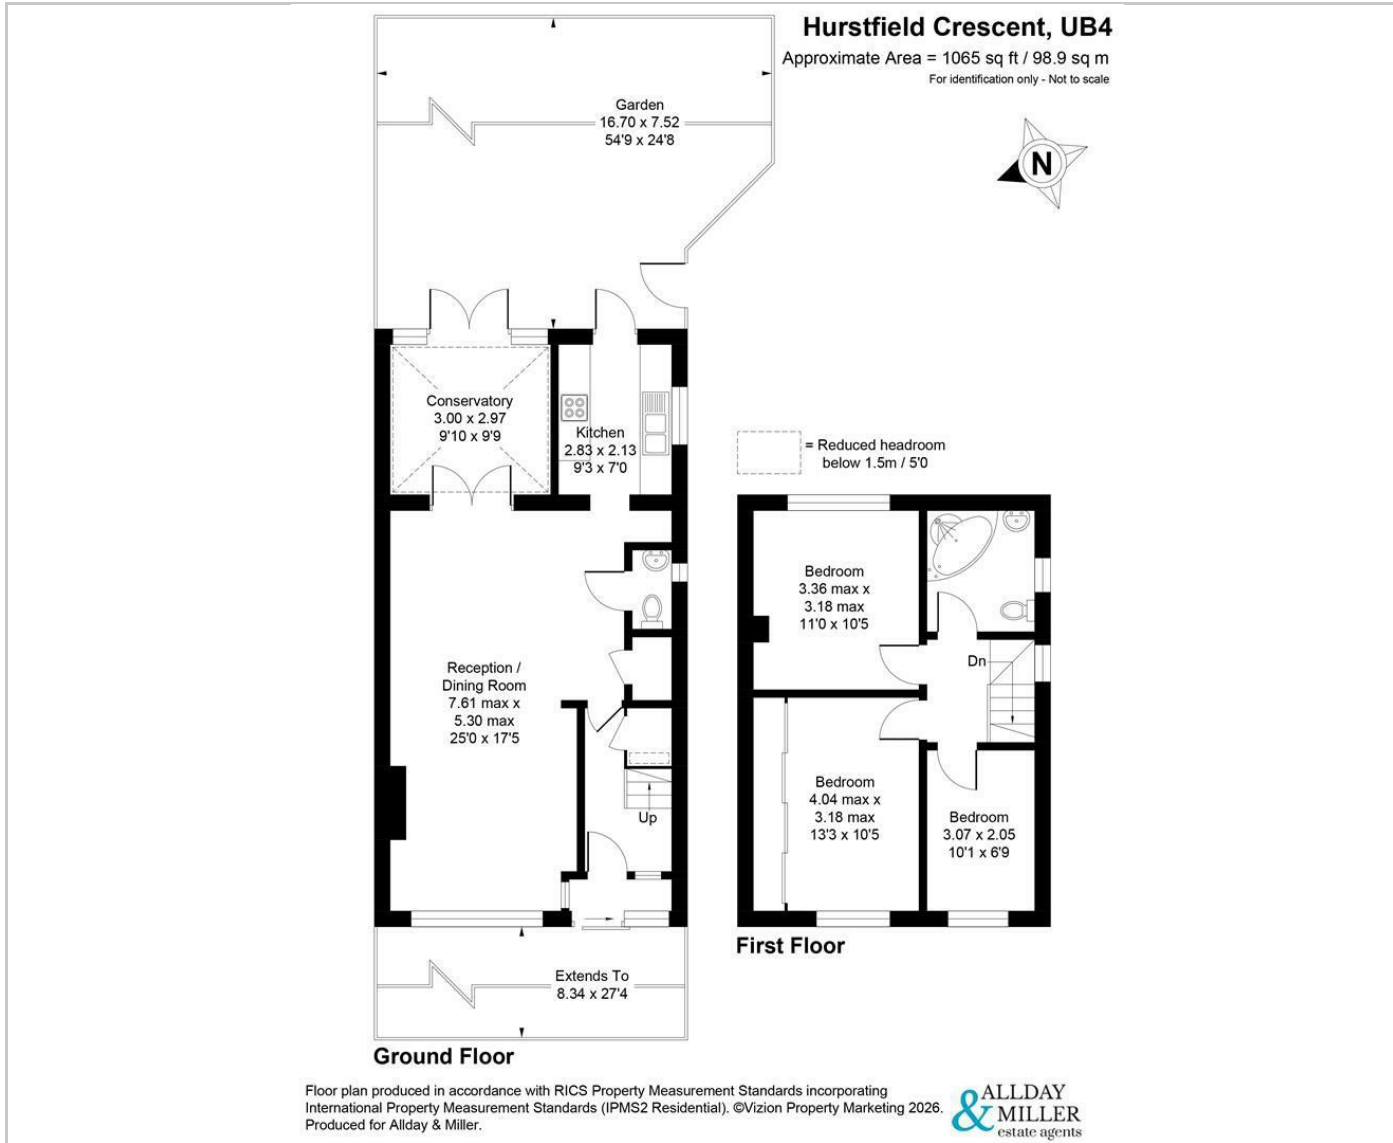 Hurstfield Crescent, UB4
Approximate Area = 1065 sq ft / 98.9 sq m
For identification only - Not to scale
N
Garden
16.70 x 7.52
54'9 x 24'8
Conservatory
3.00 x 2.97
9'10 x 9'9
Kitchen
2.83 x 2.13
9'3 x 7'0
Reception /
Dining Room
7.61 max x
5.30 max
25'0 x 17'5
Up
Extends To
8.34 x 27'4
Ground Floor
= Reduced headroom
below 1.5m / 5'0
Bedroom
3.36 max x
3.18 max
11'0 x 10'5
Dn
Bedroom
4.04 max x
3.18 max
13'3 x 10'5
Bedroom
3.07 x 2.05
10'1 x 6'9
First Floor
Floor plan produced in accordance with RICS Property Measurement Standards incorporating
International Property Measurement Standards (IPMS2 Residential). ©Vizion Property Marketing 2026.
Produced for Allday & Miller.
ALLDAY
& MILLER
estate agents